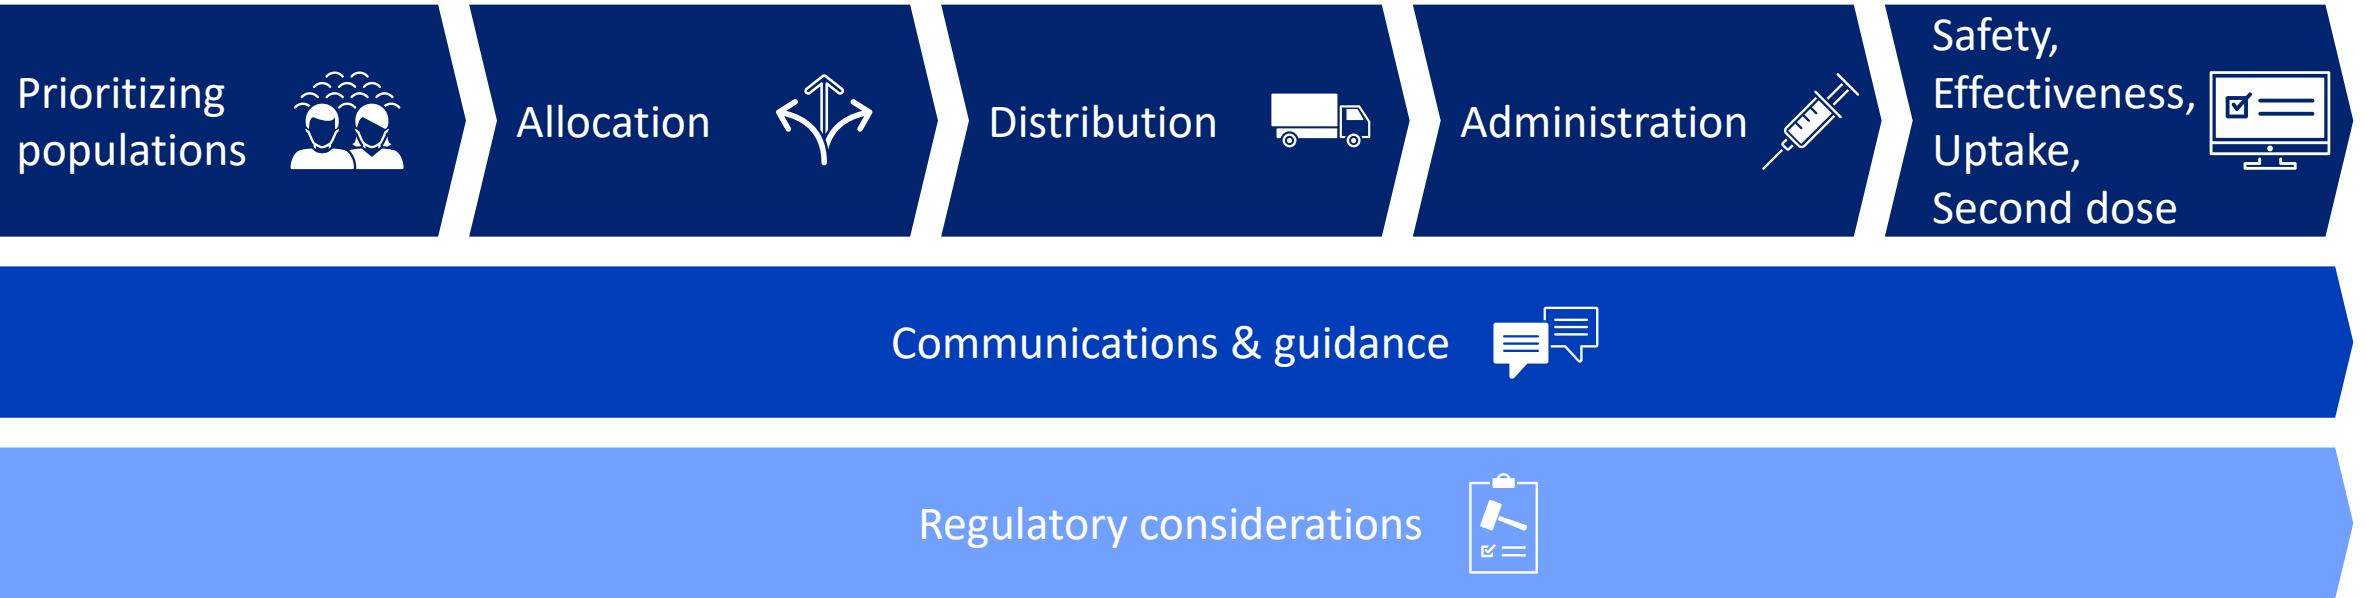 Prioritizing
populations
Allocation
Distribution
Administration
Safety,
Effectiveness,
Uptake,
Second dose
Communications & guidance
Regulatory considerations